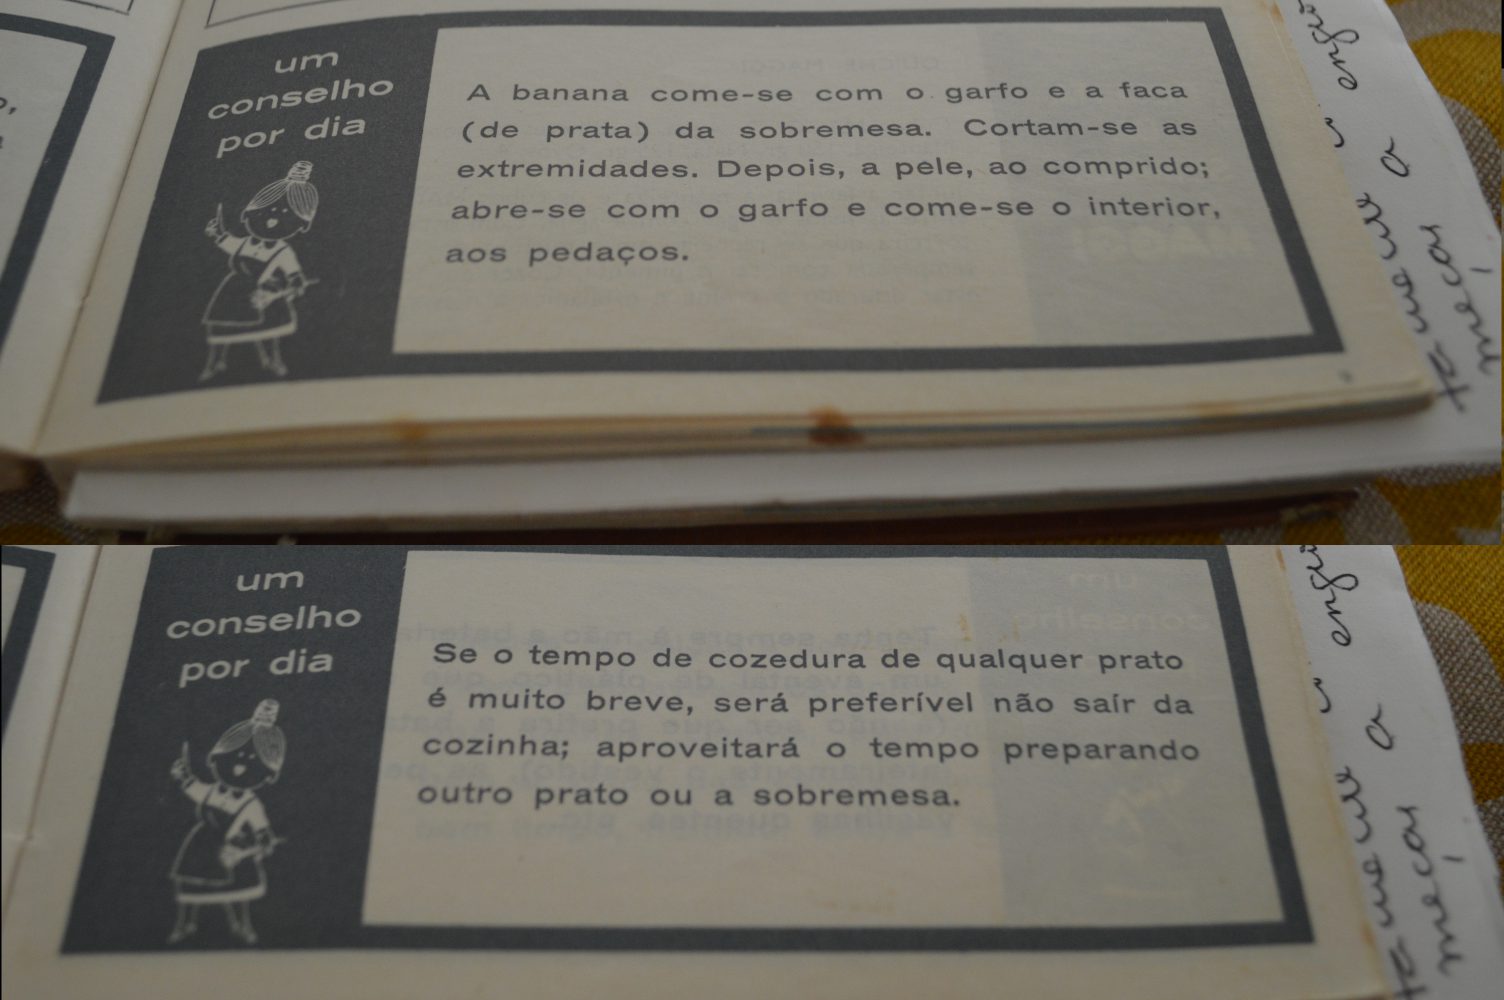 um
conselho
por dia
A banana come-se com o garfo e a faca
(de prata) da sobremesa. Cortam-se as
extremidades. Depois, a pele, ao comprido;
abre-se com o garfo e come-se o interior,
aos pedaços.
um
conselho
por dia
Se o tempo de cozedura de qualquer prato
é muito breve, será preferível não saír da
cozinha; aproveitará o tempo preparando
outro prato ou a sobremesa.